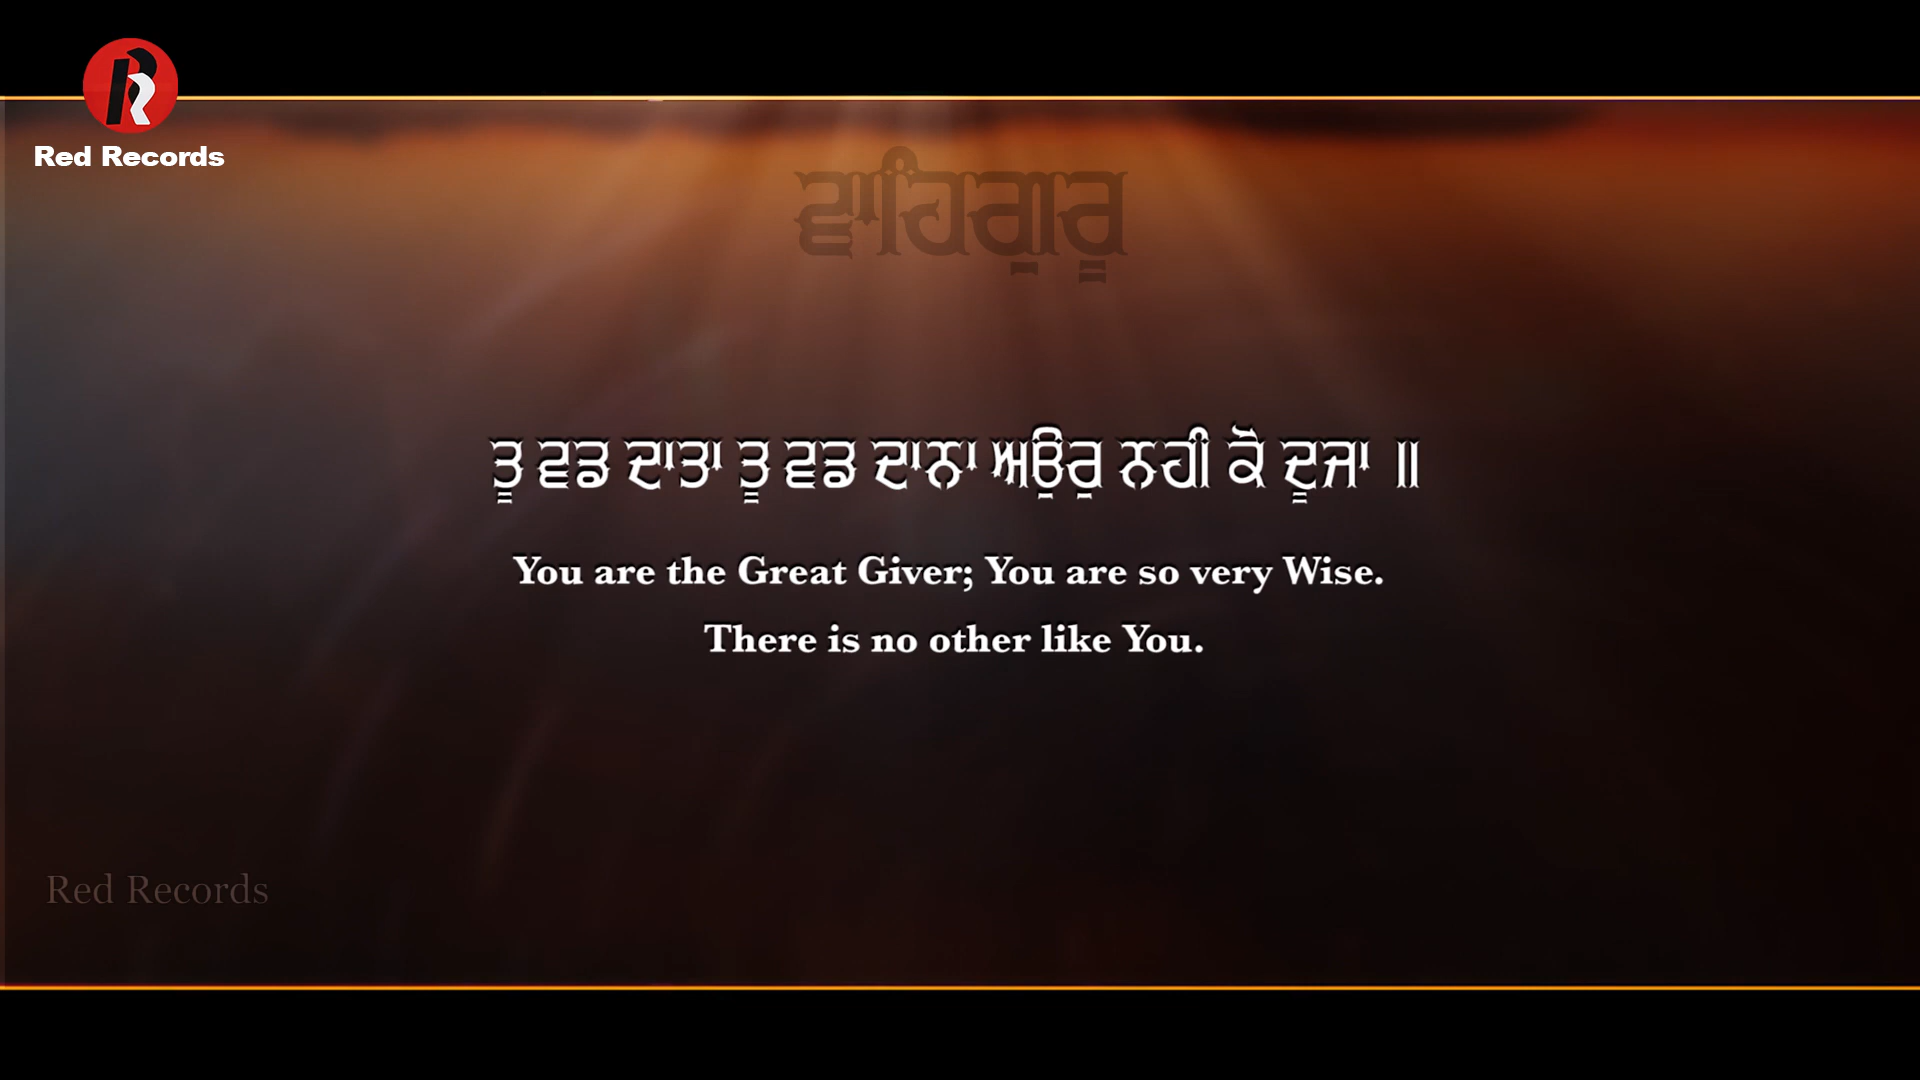 Red Records
ਵਾਹਿਗੁਰੂ
ਤੂ ਵਡ ਦਾਤਾ ਤੂ ਵਡ ਦਾਨਾ ਅਉਰੁ ਨਹੀ ਕੋ ਦੂਜਾ ॥
You are the Great Giver; You are so very Wise.
There is no other like You.
Red Records